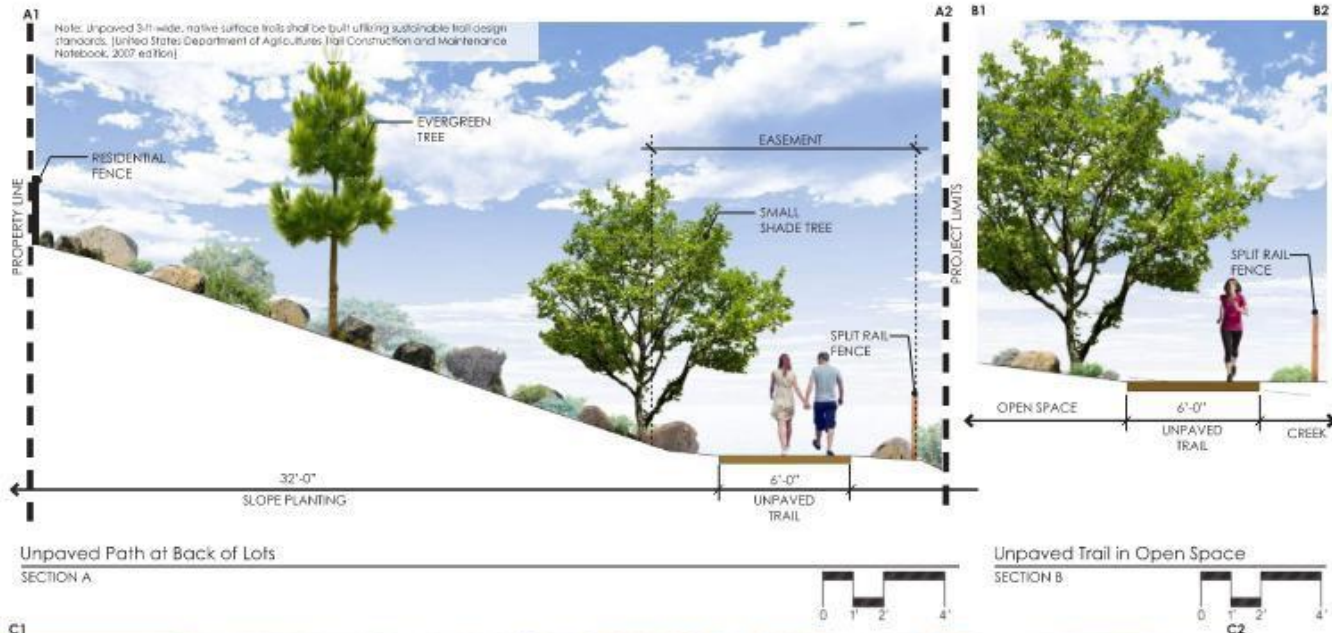 A1
A2
B1
B2
Note: Unpaved 3-ft-wide, native surface trails shall be built utilizing sustainable trail design
standards. (United States Department of Agricultures Trail Construction and Maintenance
Notebook, 2007 edition)
EVERGREEN
TREE
RESIDENTIAL
FENCE
PROPERTY LINE
EASEMENT
SMALL
SHADE TREE
SPLIT RAIL
FENCE
PROJECT LIMITS
SPLIT RAIL
FENCE
32'-0"
SLOPE PLANTING
6'-0"
UNPAVED
TRAIL
OPEN SPACE
6'-0"
UNPAVED
TRAIL
CREEK
Unpaved Path at Back of Lots
SECTION A
0 1' 2' 4'
Unpaved Trail in Open Space
SECTION B
0 1' 2' 4'
C1
C2